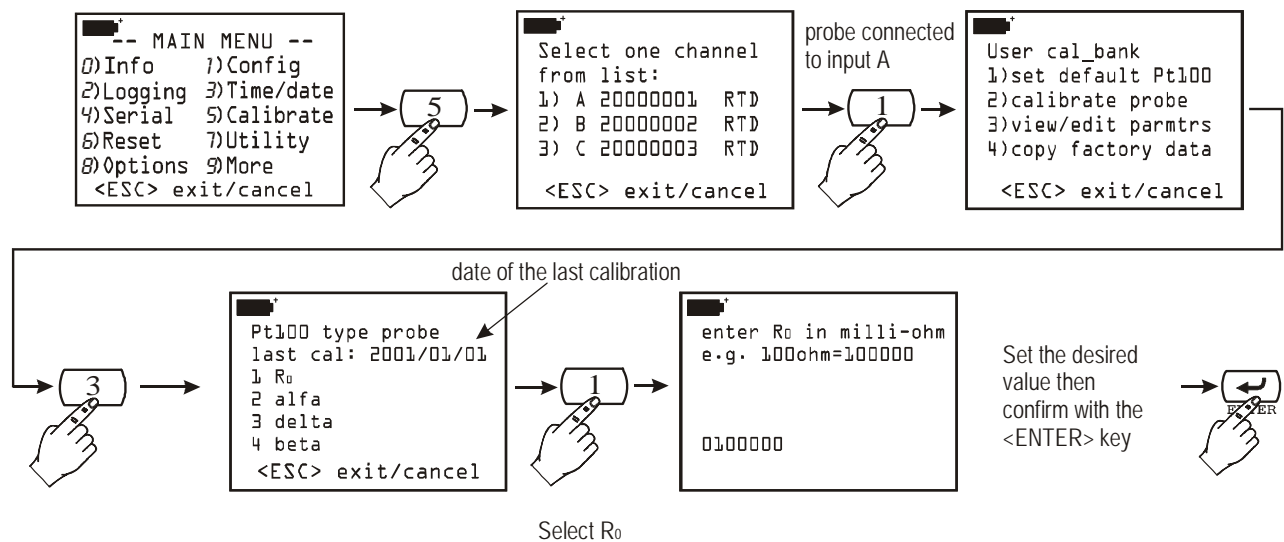 -- MAIN MENU --
0)Info 1)Config
2)Logging 3)Time/date
4)Serial 5)Calibrate
6)Reset 7)Utility
8)Options 9)More
<ESC> exit/cancel
5
Select one channel
from list:
1) A 20000001 RTD
2) B 20000002 RTD
3) C 20000003 RTD
<ESC> exit/cancel
probe connected
to input A
1
User cal_bank
1)set default Pt100
2)calibrate probe
3)view/edit parmtrs
4)copy factory data
<ESC> exit/cancel
3
date of the last calibration
Pt100 type probe
last cal: 2001/01/01
1 R₀
2 alfa
3 delta
4 beta
<ESC> exit/cancel
1
Select R₀
enter R₀ in milli-ohm
e.g. 100ohm=100000
0100000
Set the desired
value then
confirm with the
<ENTER> key
ENTER